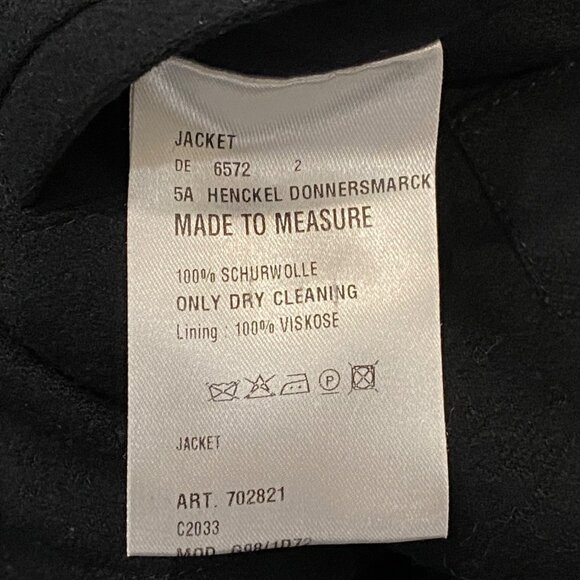 JACKET
DE 6572 2
5A HENCKEL DONNERSMARCK
MADE TO MEASURE
100% SCHURWOLLE
ONLY DRY CLEANING
Lining : 100% VISKOSE
P
JACKET
ART. 702821
C2033
MOD.